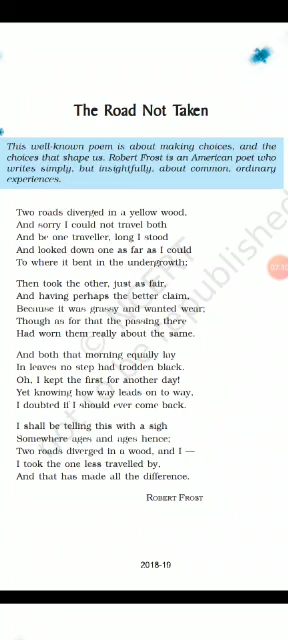 The Road Not Taken
This well-known poem is about making choices, and the
choices that shape us. Robert Frost is an American poet who
writes simply, but insightfully, about common, ordinary
experiences.
Two roads diverged in a yellow wood,
And sorry I could not travel both
And be one traveller, long I stood
And looked down one as far as I could
To where it bent in the undergrowth;
Then took the other, just as fair,
And having perhaps the better claim,
Because it was grassy and wanted wear;
Though as for that the passing there
Had worn them really about the same,
And both that morning equally lay
In leaves no step had trodden black.
Oh, I kept the first for another day!
Yet knowing how way leads on to way,
I doubted if I should ever come back.
I shall be telling this with a sigh
Somewhere ages and ages hence;
Two roads diverged in a wood, and I —
I took the one less travelled by,
And that has made all the difference.
ROBERT FROST
2018-19
© NCERT
not to be republished